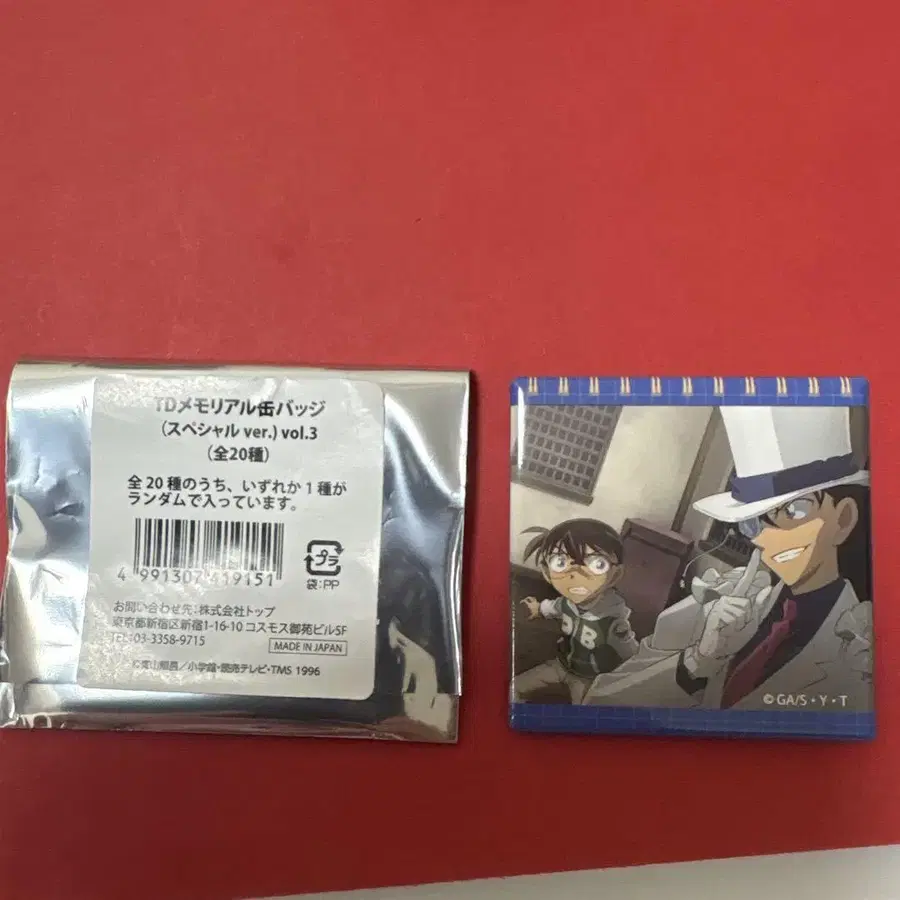 TDメモリアル缶バッジ
(スペシャル ver.) vol.3
(全20種)
全 20 種のうち、いずれか 1 種が
ランダムで入っています。
4 991307 419151
プラ
袋:PP
お問い合わせ先:株式会社トップ
東京都新宿区新宿1-16-10 コスモス御苑ビル5F
TEL:03-3358-9715
MADE IN JAPAN
©青山剛昌/小学館・読売テレビ・TMS 1996
B
©GA/S・Y・T